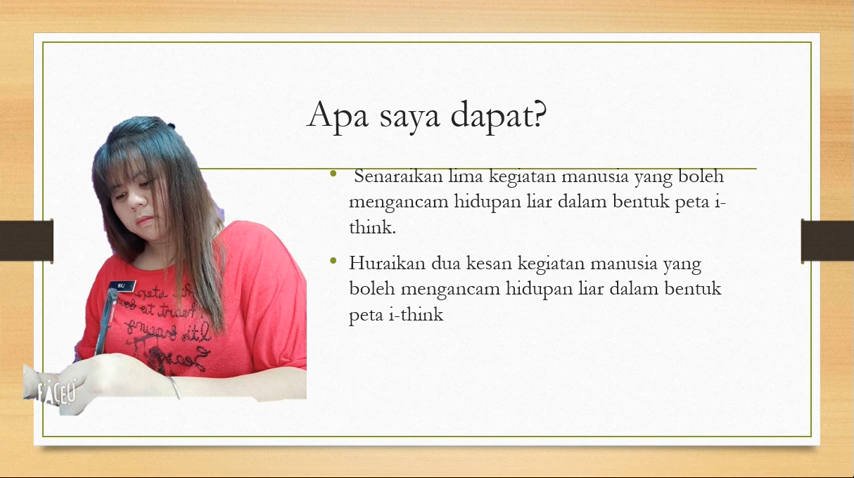 Apa saya dapat?
Senaraikan lima kegiatan manusia yang boleh
mengancam hidupan liar dalam bentuk peta i-
think.
Huraikan dua kesan kegiatan manusia yang
boleh mengancam hidupan liar dalam bentuk
peta i-think
FACEU